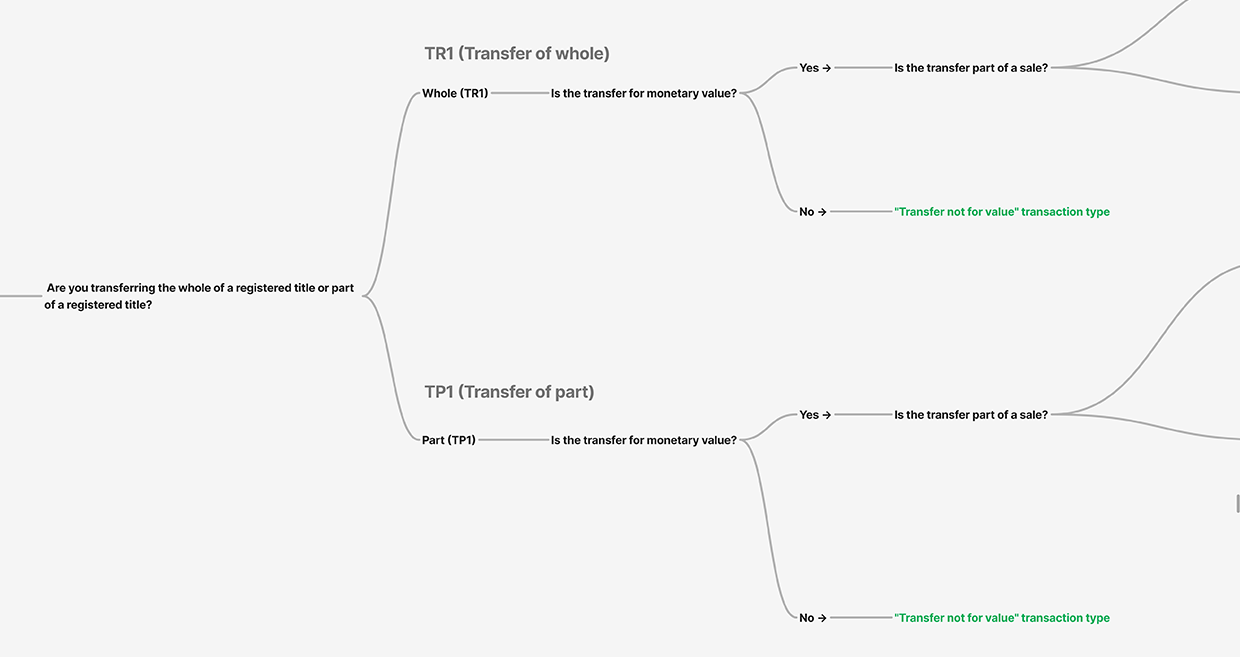 TR1 (Transfer of whole)
Yes → Is the transfer part of a sale?
Whole (TR1) Is the transfer for monetary value?
No → "Transfer not for value" transaction type
Are you transferring the whole of a registered title or part
of a registered title?
TP1 (Transfer of part)
Yes → Is the transfer part of a sale?
Part (TP1) Is the transfer for monetary value?
No → "Transfer not for value" transaction type